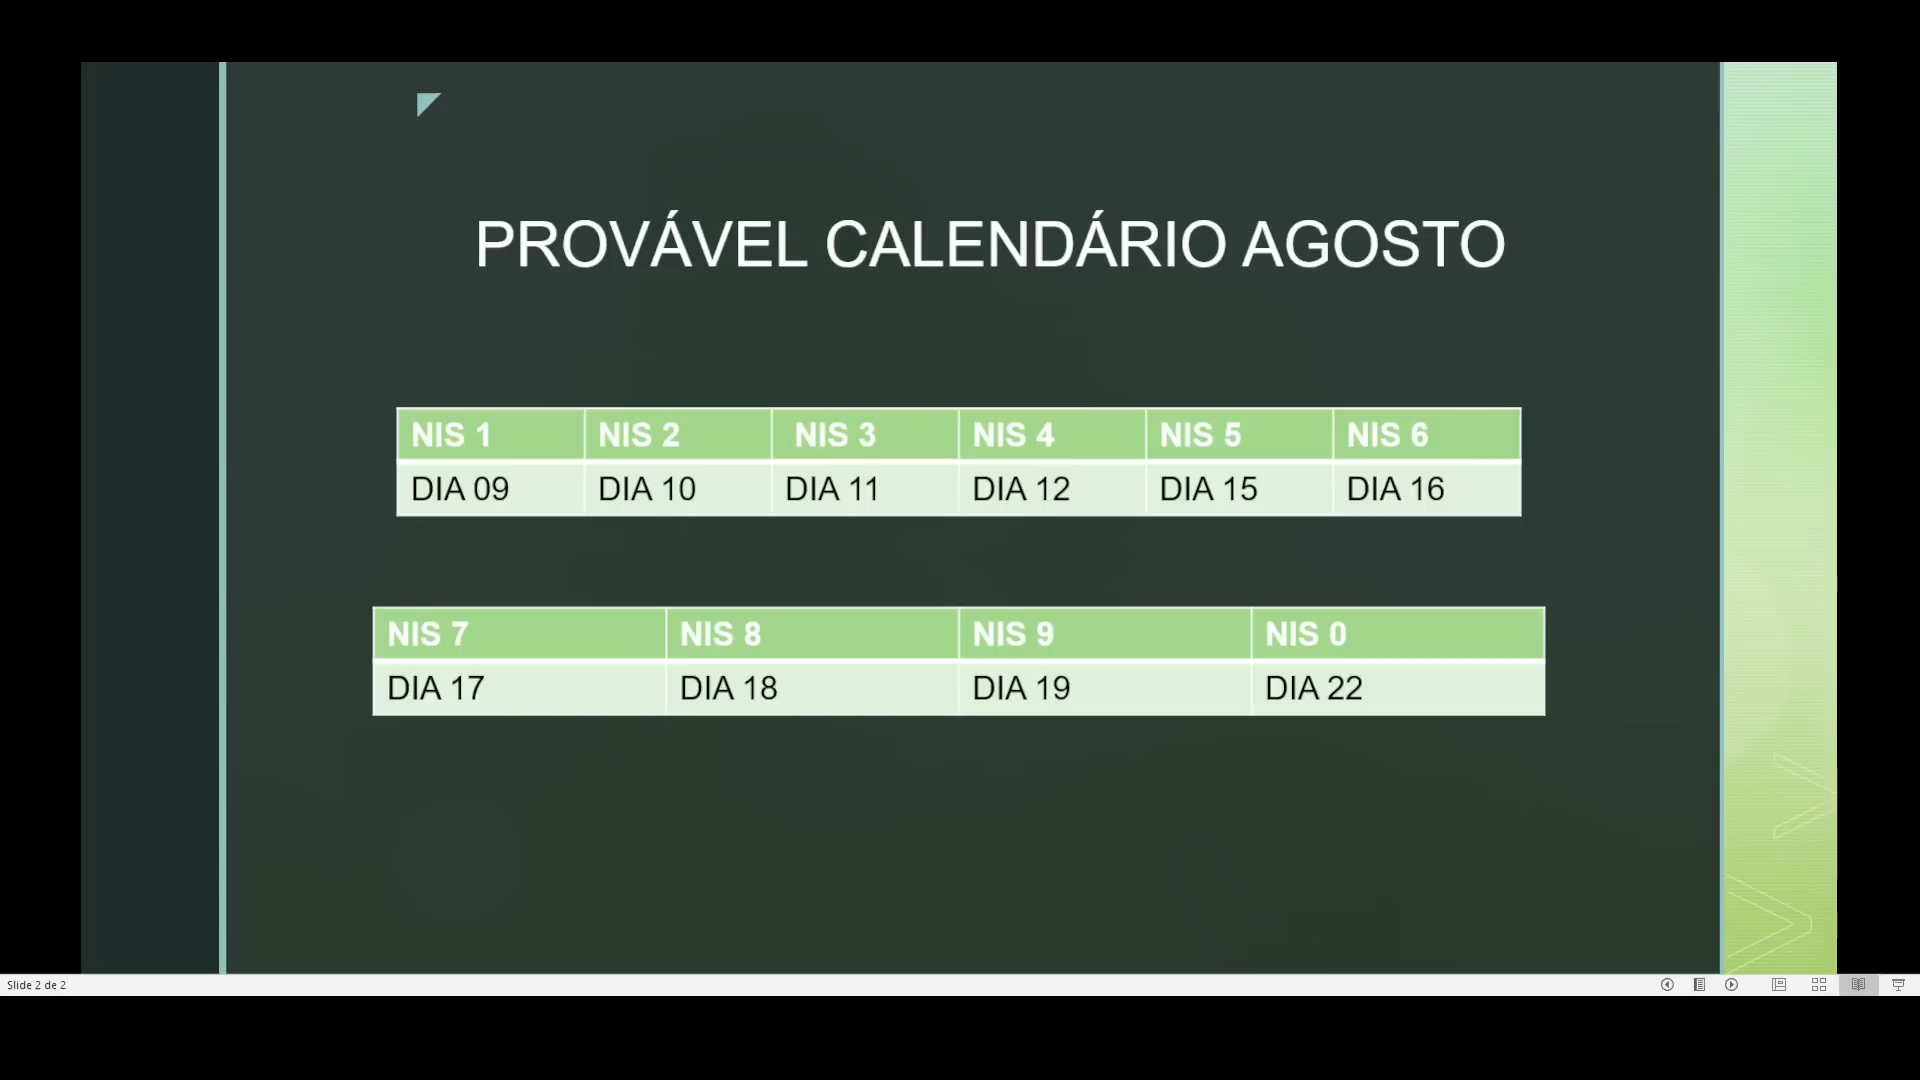 PROVÁVEL CALENDÁRIO AGOSTO
NIS 1 NIS 2 NIS 3 NIS 4 NIS 5 NIS 6
DIA 09 DIA 10 DIA 11 DIA 12 DIA 15 DIA 16
NIS 7 NIS 8 NIS 9 NIS 0
DIA 17 DIA 18 DIA 19 DIA 22
Slide 2 de 2